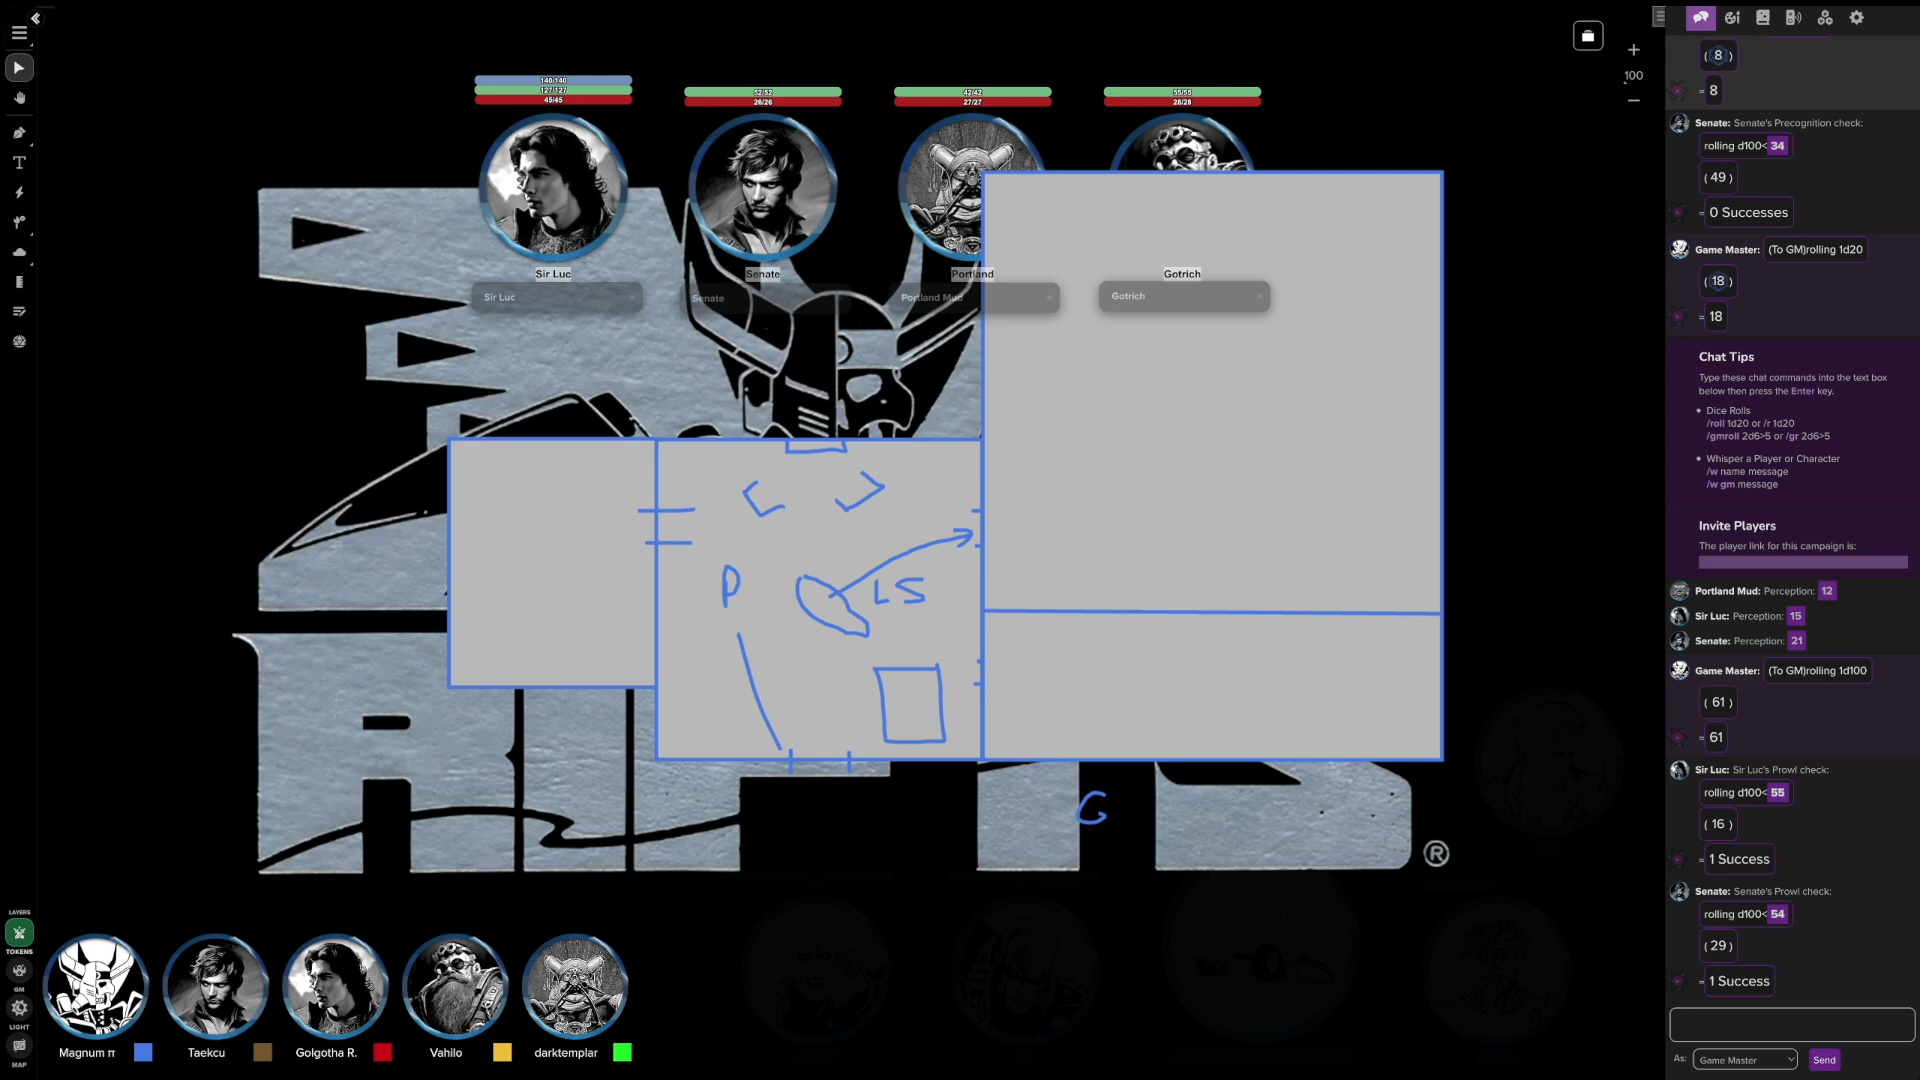 140/140
127/127
45/45
52/52
26/26
42/42
27/27
55/55
28/28
Sir Luc
Senate
Portland
Gotrich
Sir Luc
Senate
Portland Mud
Gotrich
P
LS
G
RIFTS
®
100
LAYERS
TOKENS
GM
LIGHT
MAP
Magnum
Taekcu
Golgotha R.
Vahilo
darktemplar
( 8 )
= 8
Senate: Senate's Precognition check:
rolling d100<34
( 49 )
= 0 Successes
Game Master: (To GM)rolling 1d20
( 18 )
= 18
Chat Tips
Type these chat commands into the text box
below then press the Enter key.
• Dice Rolls
/roll 1d20 or /r 1d20
/gmroll 2d6>5 or /gr 2d6>5
• Whisper a Player or Character
/w name message
/w gm message
Invite Players
The player link for this campaign is:
Portland Mud: Perception: 12
Sir Luc: Perception: 15
Senate: Perception: 21
Game Master: (To GM)rolling 1d100
( 61 )
= 61
Sir Luc: Sir Luc's Prowl check:
rolling d100<55
( 16 )
= 1 Success
Senate: Senate's Prowl check:
rolling d100<54
( 29 )
= 1 Success
As: Game Master
Send